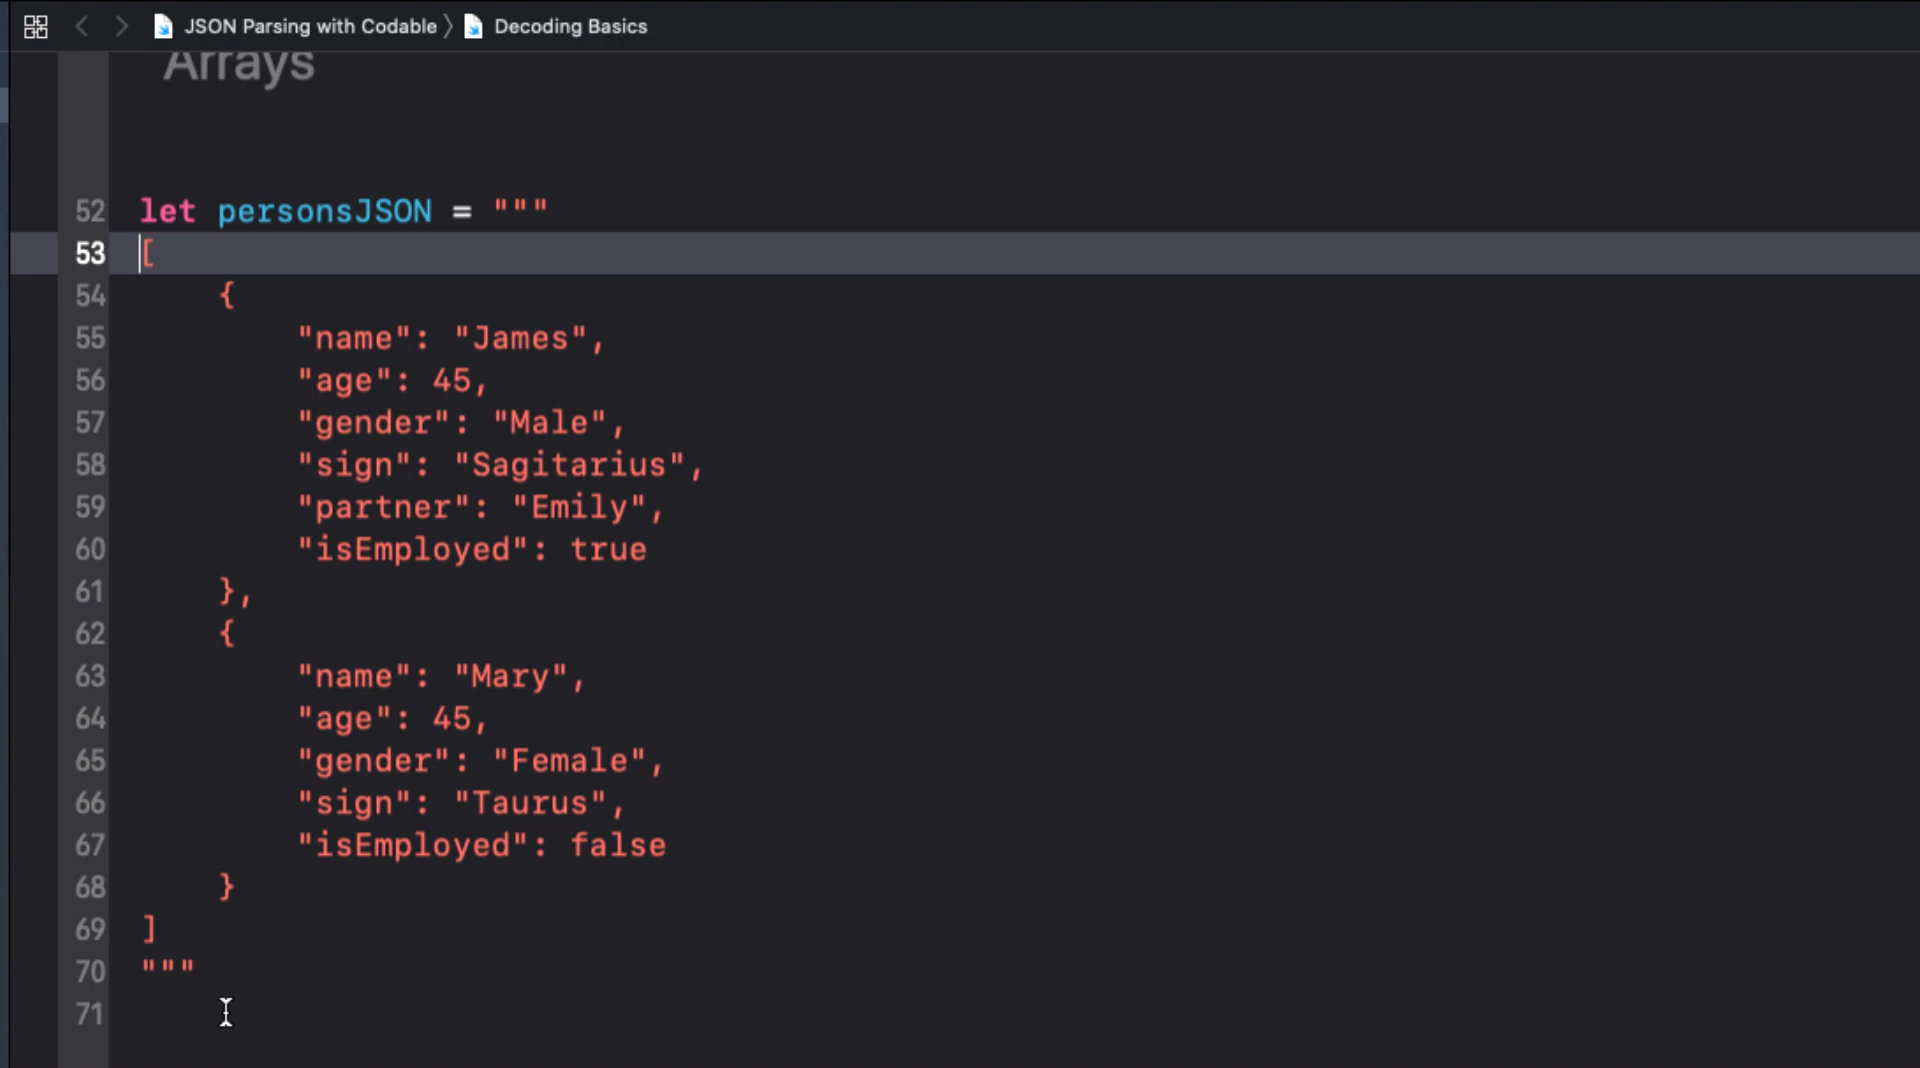 JSON Parsing with Codable 〉 Decoding Basics
Arrays
52 let personsJSON = """
53 [
54     {
55         "name": "James",
56         "age": 45,
57         "gender": "Male",
58         "sign": "Sagitarius",
59         "partner": "Emily",
60         "isEmployed": true
61     },
62     {
63         "name": "Mary",
64         "age": 45,
65         "gender": "Female",
66         "sign": "Taurus",
67         "isEmployed": false
68     }
69 ]
70 """
71